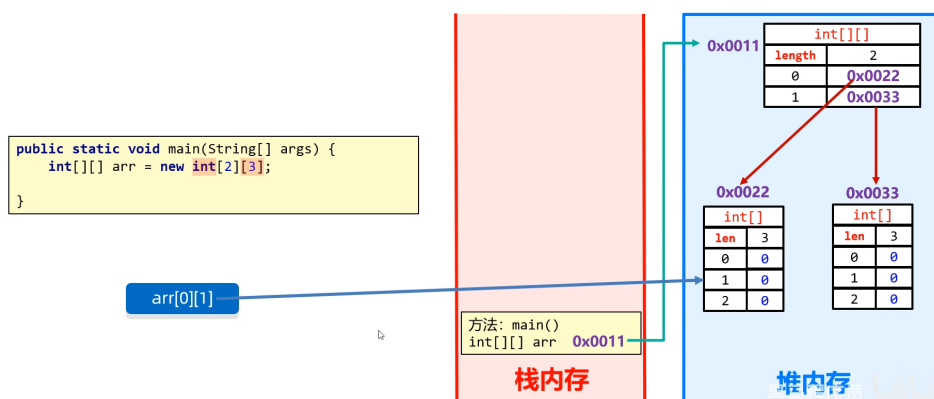 public static void main(String[] args) {
int[][] arr = new int[2][3];
}
arr[0][1]
方法：main()
int[][] arr 0x0011
栈内存
0x0011
int[][]
length 2
0 0x0022
1 0x0033
0x0022
int[]
len 3
0 0
1 0
2 0
0x0033
int[]
len 3
0 0
1 0
2 0
堆内存